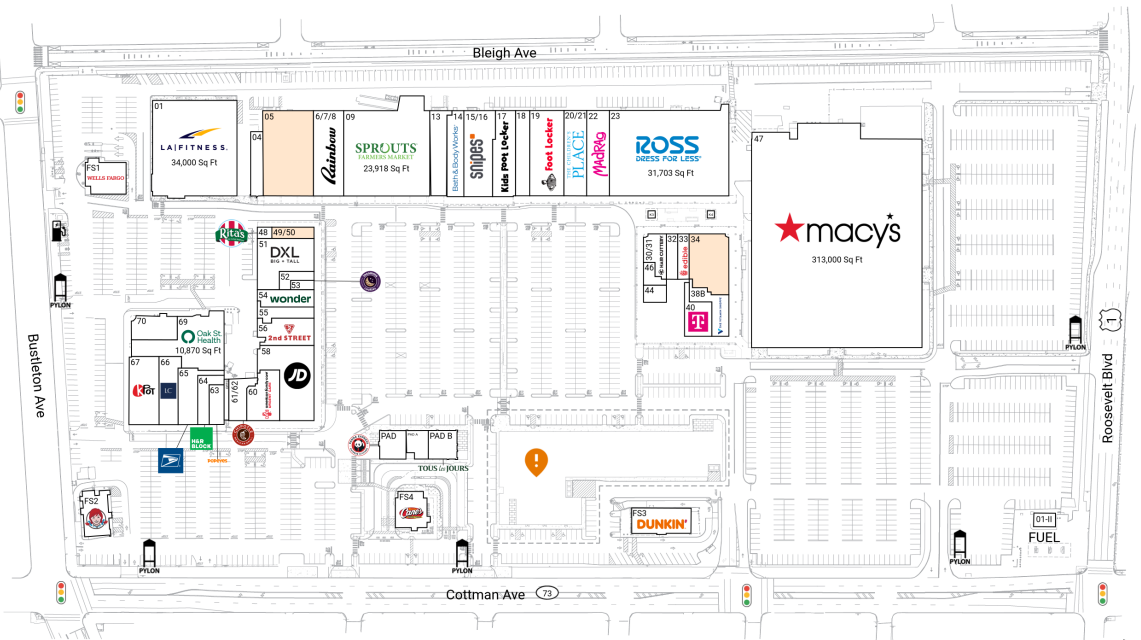 Bleigh Ave
01
LA|FITNESS.
34,000 Sq Ft
04
05
6/7/8
Rainbow
09
SPROUTS
FARMERS MARKET
23,918 Sq Ft
13
14
Bath & Body Works
15/16
snipes
17
Kids Foot Locker
18
19
Foot Locker
20/21
THE CHILDREN'S
PLACE
22
MADRAG
23
ROSS
DRESS FOR LESS
31,703 Sq Ft
47
macy's
313,000 Sq Ft
FS1
WELLS FARGO
Rita's
48
49/50
51
DXL
BIG + TALL
52
53
54
wonder
55
56
2nd STREET
58
JD
30/31
HAIR CUTTERY
32
33
edible
34
46
44
38B
40
T
PYLON
PYLON
1
70
69
Oak St.
Health
10,870 Sq Ft
67
KPOT
66
LC
65
64
63
61/62
60
H&R
BLOCK
POPEYES
PAD
PAD A
PAD B
TOUS les JOURS
Bustleton Ave
Roosevelt Blvd
FS2
FS4
Cane's
FS3
DUNKIN'
01-II
FUEL
PYLON
PYLON
PYLON
Cottman Ave
73